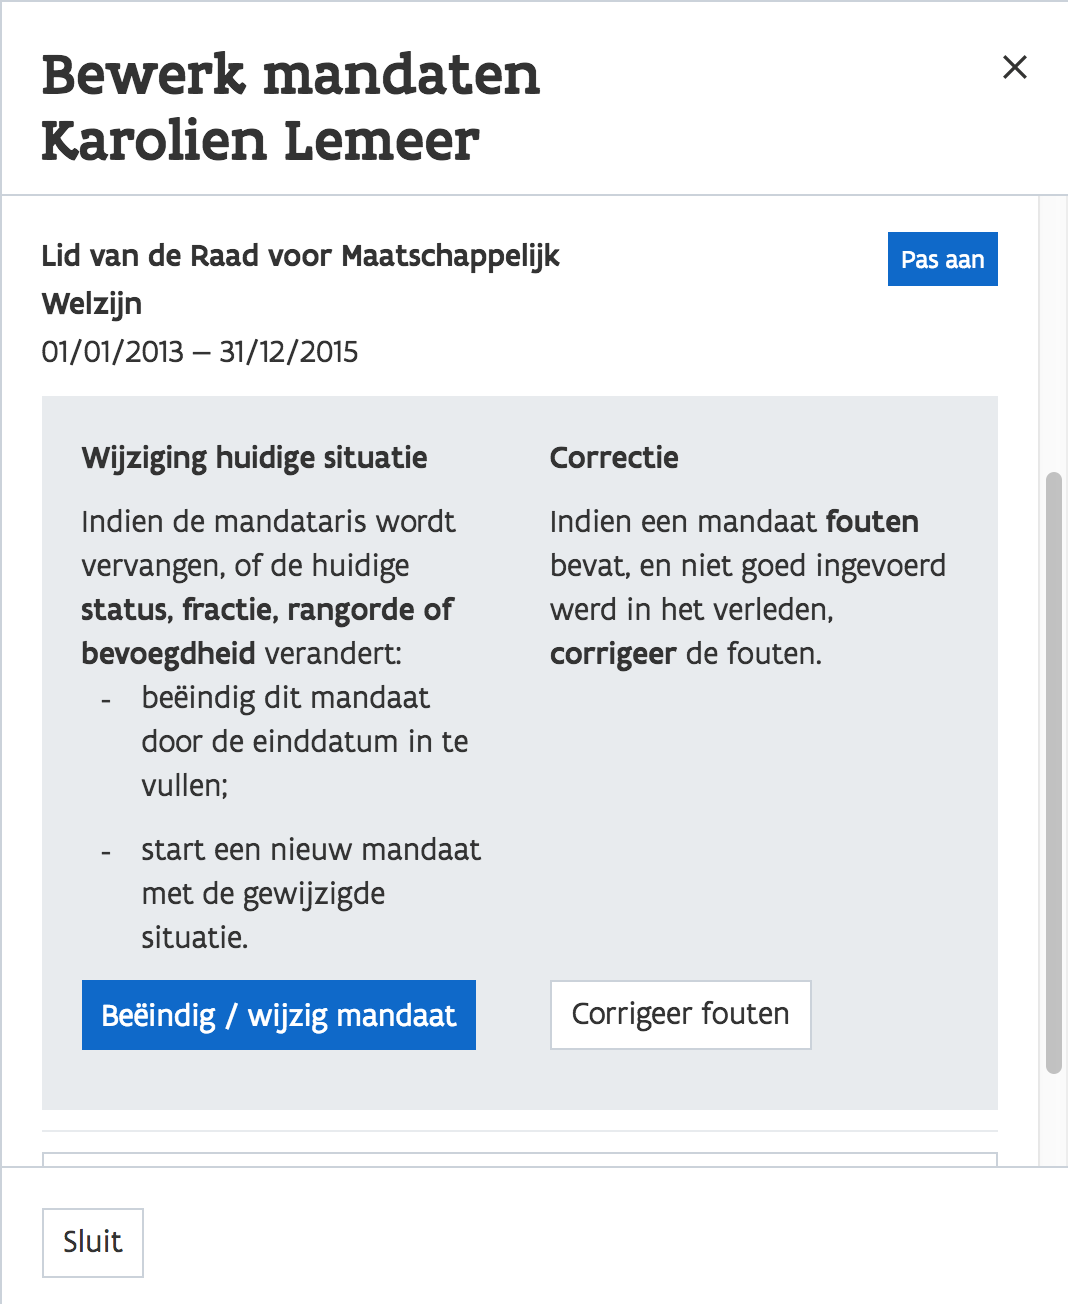 Bewerk mandaten
Karolien Lemeer
Lid van de Raad voor Maatschappelijk
Welzijn
01/01/2013 – 31/12/2015
Pas aan
Wijziging huidige situatie
Indien de mandataris wordt
vervangen, of de huidige
status, fractie, rangorde of
bevoegdheid verandert:
- beëindig dit mandaat
door de einddatum in te
vullen;
- start een nieuw mandaat
met de gewijzigde
situatie.
Beëindig / wijzig mandaat
Correctie
Indien een mandaat fouten
bevat, en niet goed ingevoerd
werd in het verleden,
corrigeer de fouten.
Corrigeer fouten
Sluit